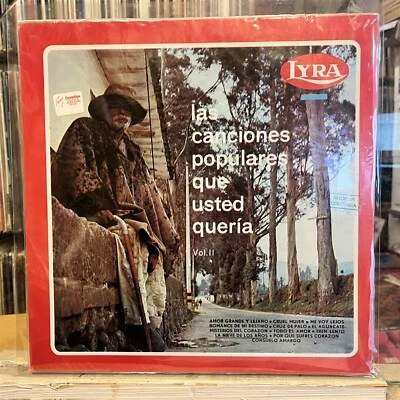 LYRA
las
canciones
populares
que
usted
quería
Vol. II
AMOR GRANDE Y LEJANO • CRUEL MUJER • ME VOY LEJOS
ROMANCE DE MI DESTINO • CRUZ DE PALO • EL AGUACATE
MISTERIOS DEL CORAZON • TODO ES AMOR • TREN LENTO
LA NIEVE DE LOS AÑOS • POR QUE SUFRES CORAZON
CONSUELO AMARGO